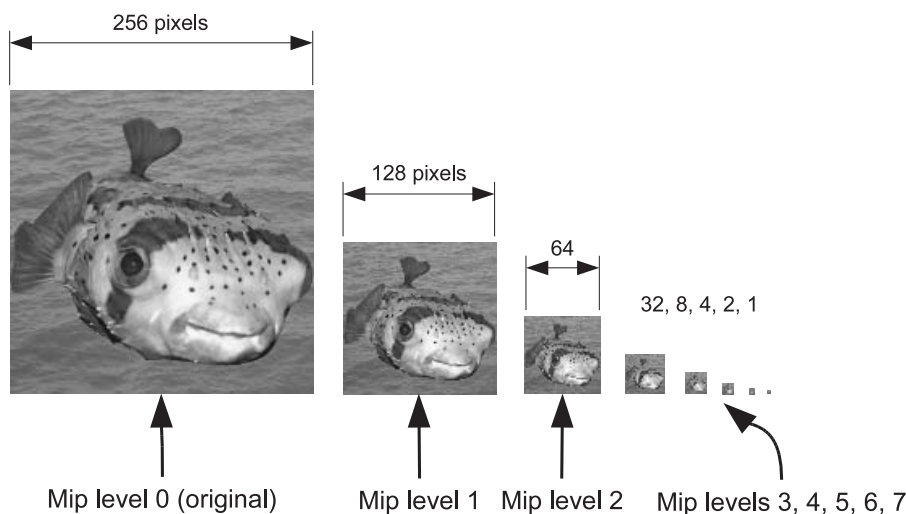 256 pixels
128 pixels
64
32, 8, 4, 2, 1
Mip level 0 (original)
Mip level 1
Mip level 2
Mip levels 3, 4, 5, 6, 7